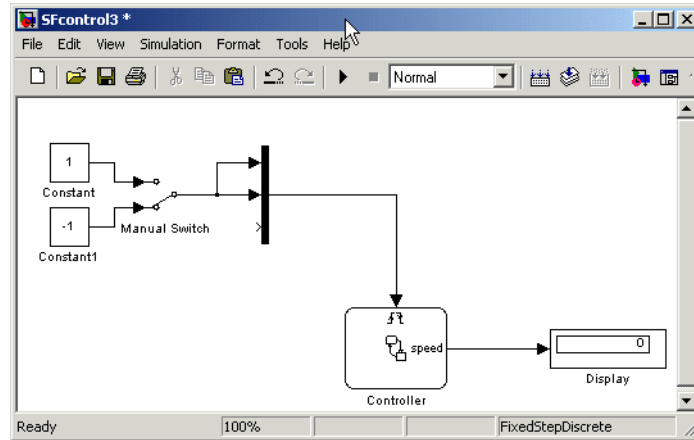 SFcontrol3 *
File Edit View Simulation Format Tools Help
Normal
1
Constant
-1
Manual Switch
Constant1
speed
0
Display
Controller
Ready 100% FixedStepDiscrete